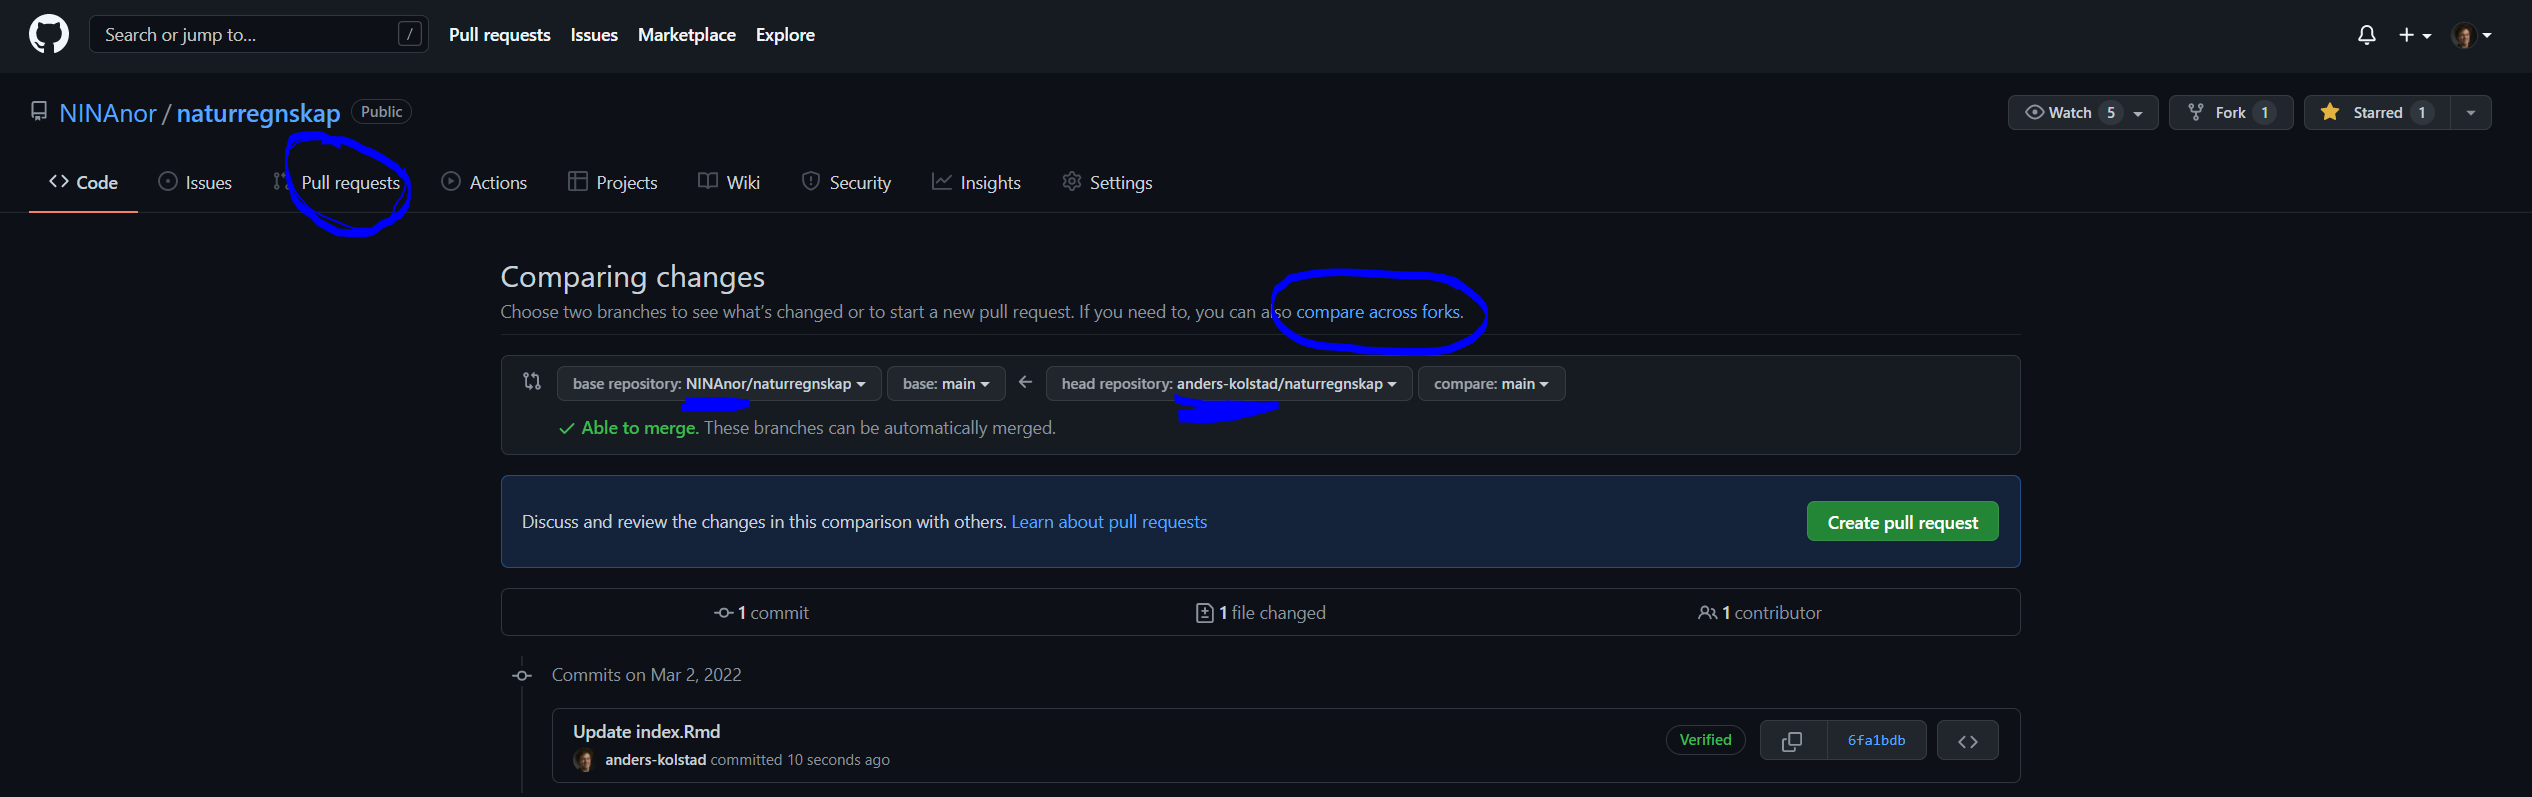 Search or jump to... / Pull requests Issues Marketplace Explore
NINAnor / naturregnskap Public Watch 5 Fork 1 Starred 1
Code Issues Pull requests Actions Projects Wiki Security Insights Settings
Comparing changes
Choose two branches to see what's changed or to start a new pull request. If you need to, you can also compare across forks.
base repository: NINAnor/naturregnskap base: main head repository: anders-kolstad/naturregnskap compare: main
Able to merge. These branches can be automatically merged.
Discuss and review the changes in this comparison with others. Learn about pull requests Create pull request
1 commit 1 file changed 1 contributor
Commits on Mar 2, 2022
Update index.Rmd
Verified 6fa1bdb
anders-kolstad committed 10 seconds ago